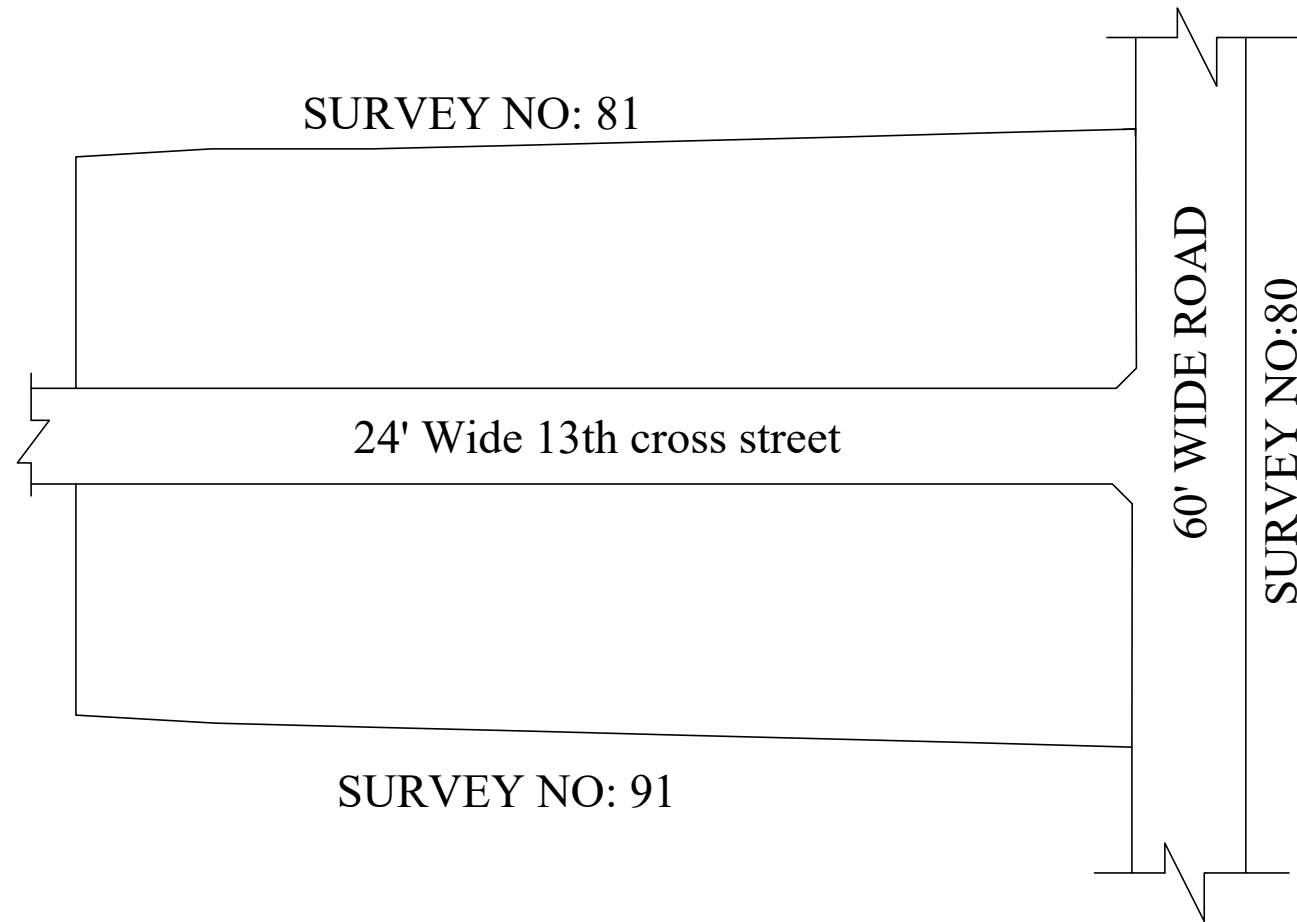 SURVEY NO: 81
24' Wide 13th cross street
60' WIDE ROAD
SURVEY NO:80
SURVEY NO: 91